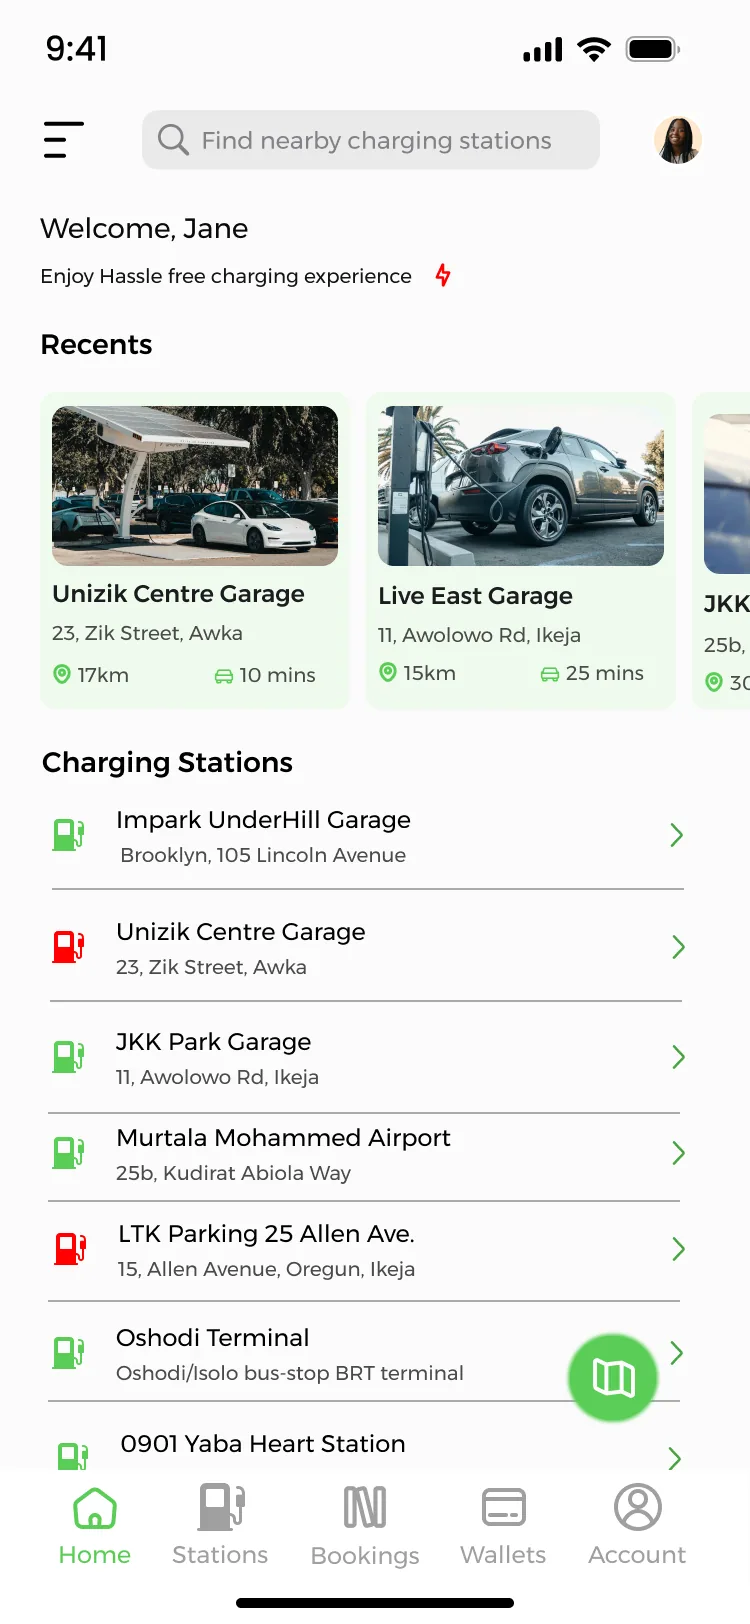 9:41
Find nearby charging stations
Welcome, Jane
Enjoy Hassle free charging experience
Recents
Unizik Centre Garage
23, Zik Street, Awka
17km
10 mins
Live East Garage
11, Awolowo Rd, Ikeja
15km
25 mins
JKK
25b,
30
Charging Stations
Impark UnderHill Garage
Brooklyn, 105 Lincoln Avenue
Unizik Centre Garage
23, Zik Street, Awka
JKK Park Garage
11, Awolowo Rd, Ikeja
Murtala Mohammed Airport
25b, Kudirat Abiola Way
LTK Parking 25 Allen Ave.
15, Allen Avenue, Oregun, Ikeja
Oshodi Terminal
Oshodi/Isolo bus-stop BRT terminal
0901 Yaba Heart Station
Home
Stations
Bookings
Wallets
Account